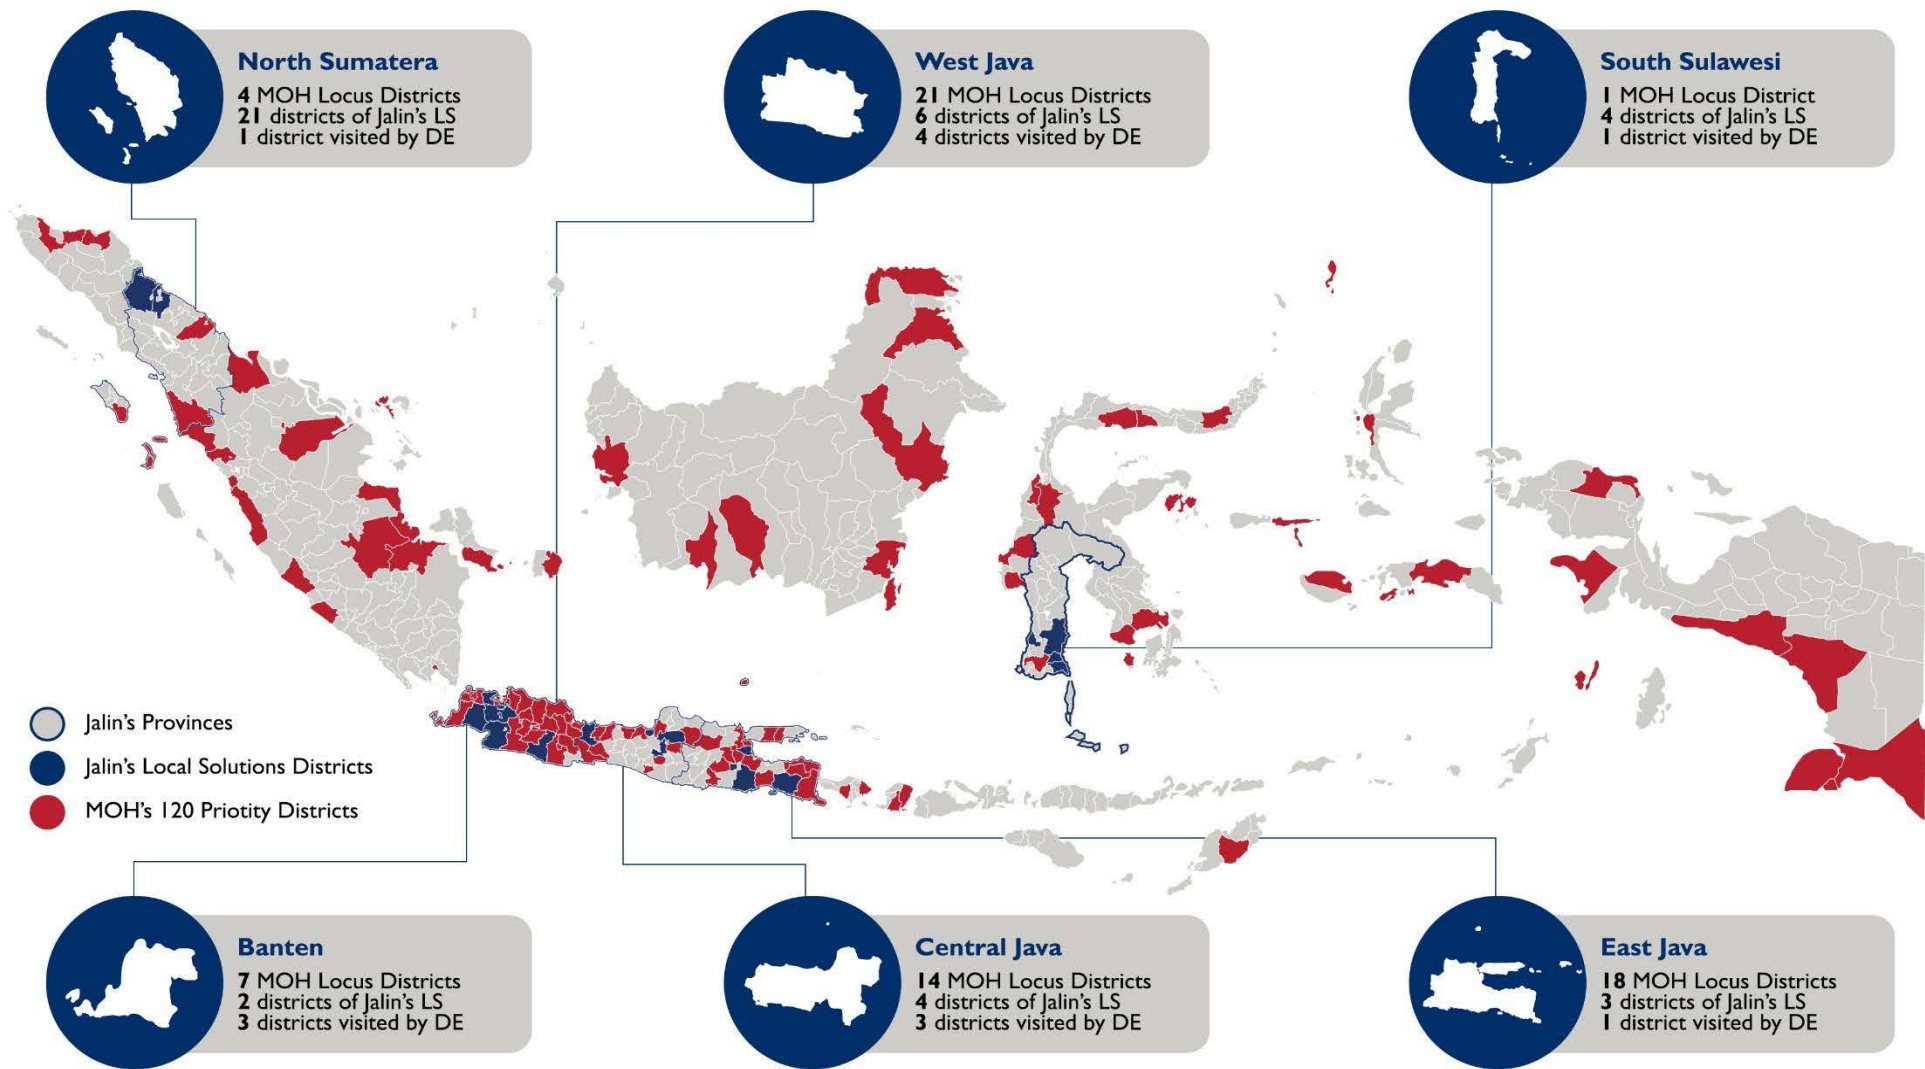 North Sumatera
4 MOH Locus Districts
21 districts of Jalin's LS
1 district visited by DE
West Java
21 MOH Locus Districts
6 districts of Jalin's LS
4 districts visited by DE
South Sulawesi
1 MOH Locus District
4 districts of Jalin's LS
1 district visited by DE
Jalin's Provinces
Jalin's Local Solutions Districts
MOH's 120 Priotity Districts
Banten
7 MOH Locus Districts
2 districts of Jalin's LS
3 districts visited by DE
Central Java
14 MOH Locus Districts
4 districts of Jalin's LS
3 districts visited by DE
East Java
18 MOH Locus Districts
3 districts of Jalin's LS
1 district visited by DE